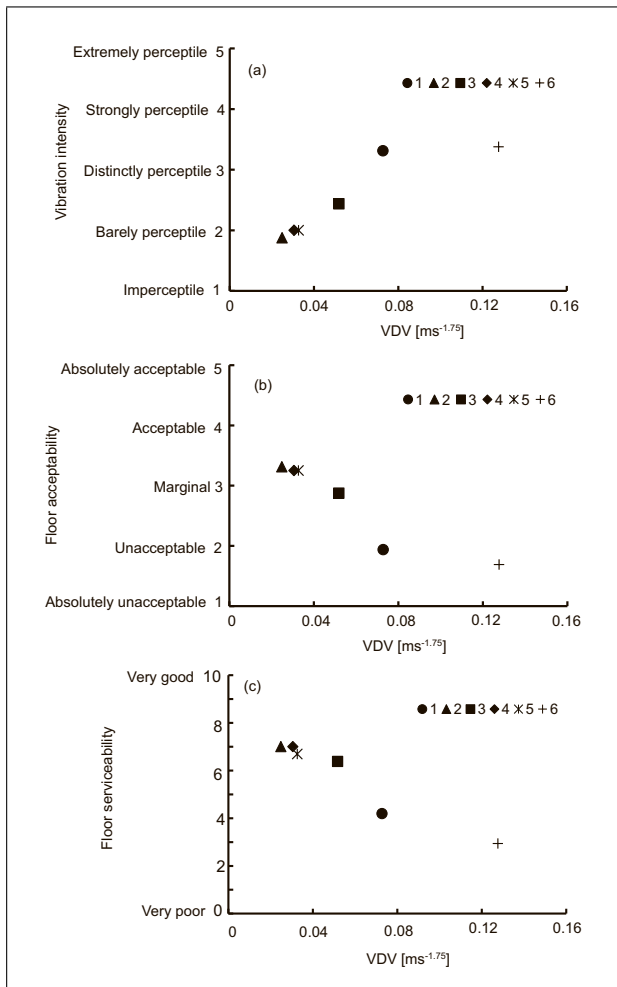 Extremely perceptile 5
(a)
1 2 3 4 5 6
Strongly perceptile 4
Distinctly perceptile 3
Barely perceptile 2
Imperceptile 1
Vibration intensity
0 0.04 0.08 0.12 0.16
VDV [ms-1.75]
Absolutely acceptable 5
(b)
1 2 3 4 5 6
Acceptable 4
Marginal 3
Unacceptable 2
Absolutely unacceptable 1
Floor acceptability
0 0.04 0.08 0.12 0.16
VDV [ms-1.75]
Very good 10
(c)
1 2 3 4 5 6
8
6
4
2
Very poor 0
Floor serviceability
0 0.04 0.08 0.12 0.16
VDV [ms-1.75]